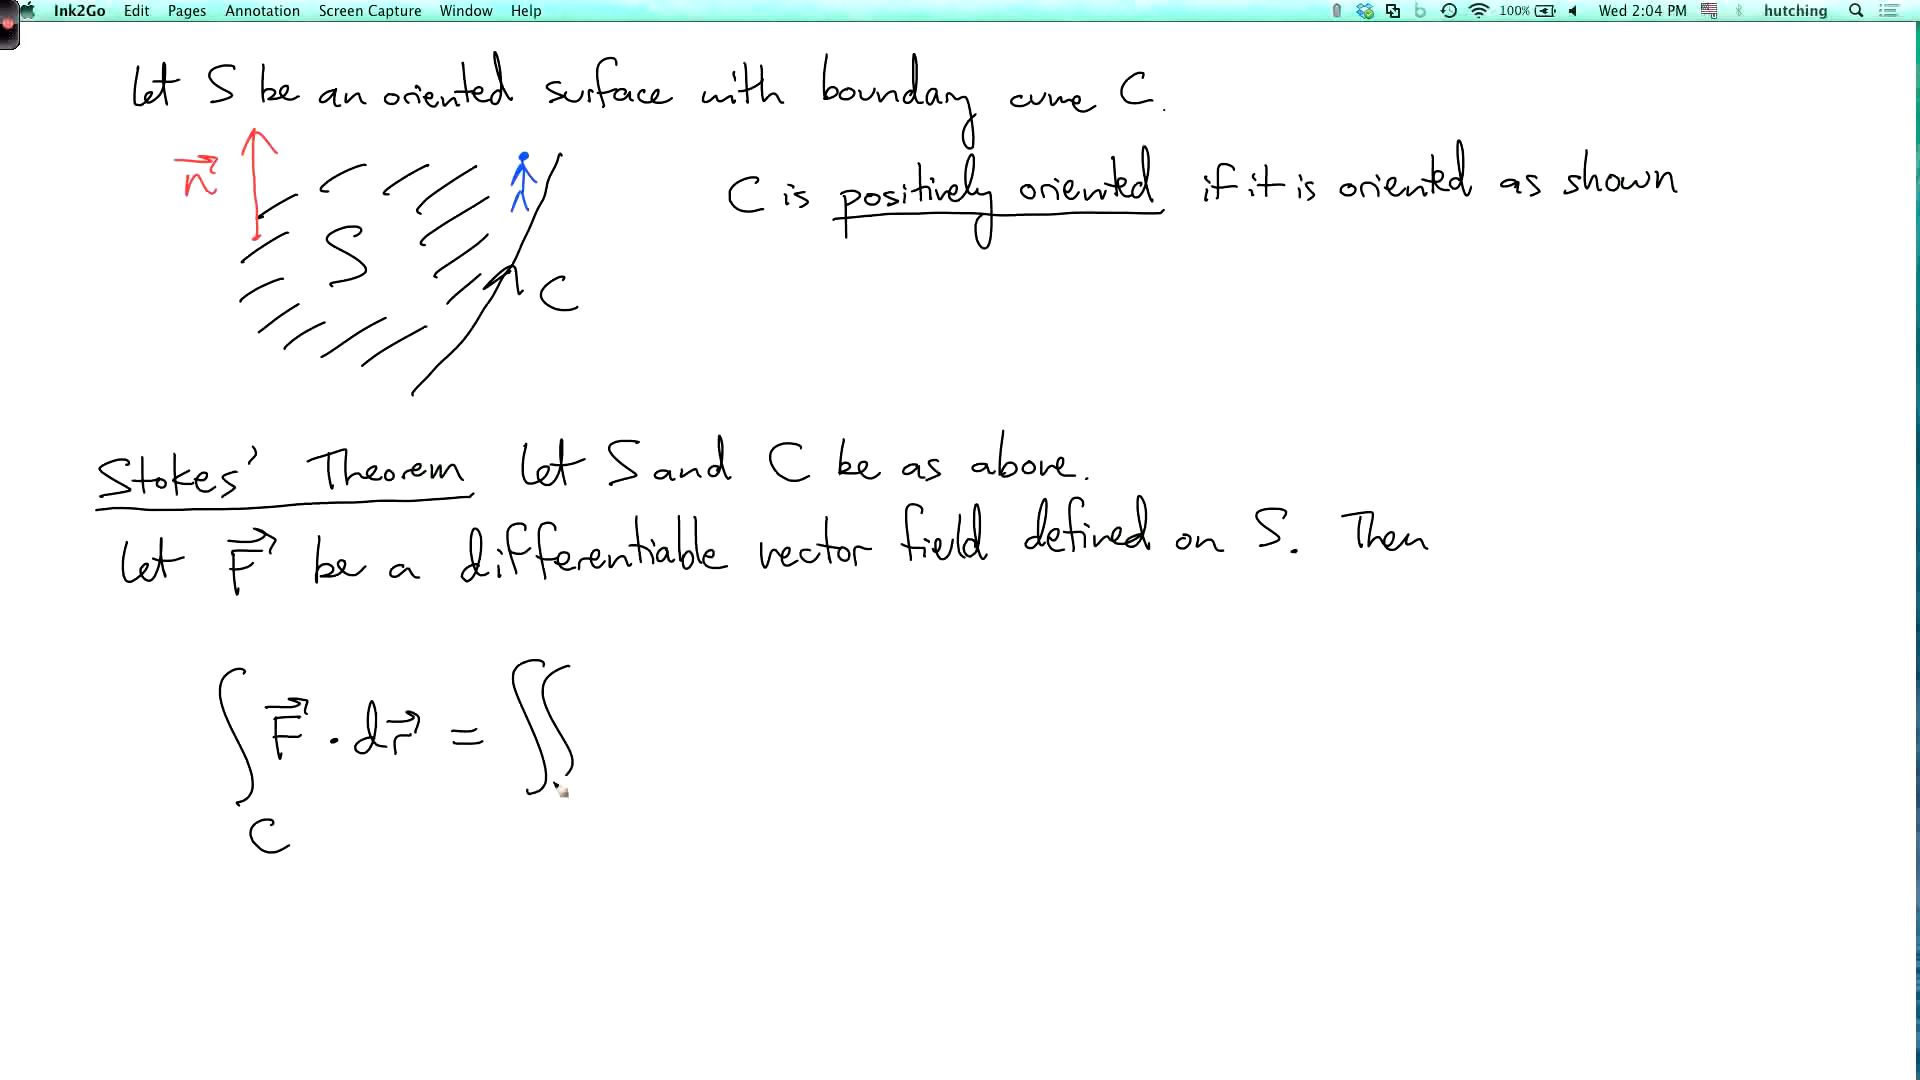 Ink2Go Edit Pages Annotation Screen Capture Window Help 100% Wed 2:04 PM hutching
Let S be an oriented surface with boundary curve C.
C is positively oriented if it is oriented as shown
n⃗
S
C
Stokes' Theorem Let S and C be as above.
Let F⃗ be a differentiable vector field defined on S. Then
∫ F⃗ · dr⃗ = ∬
C